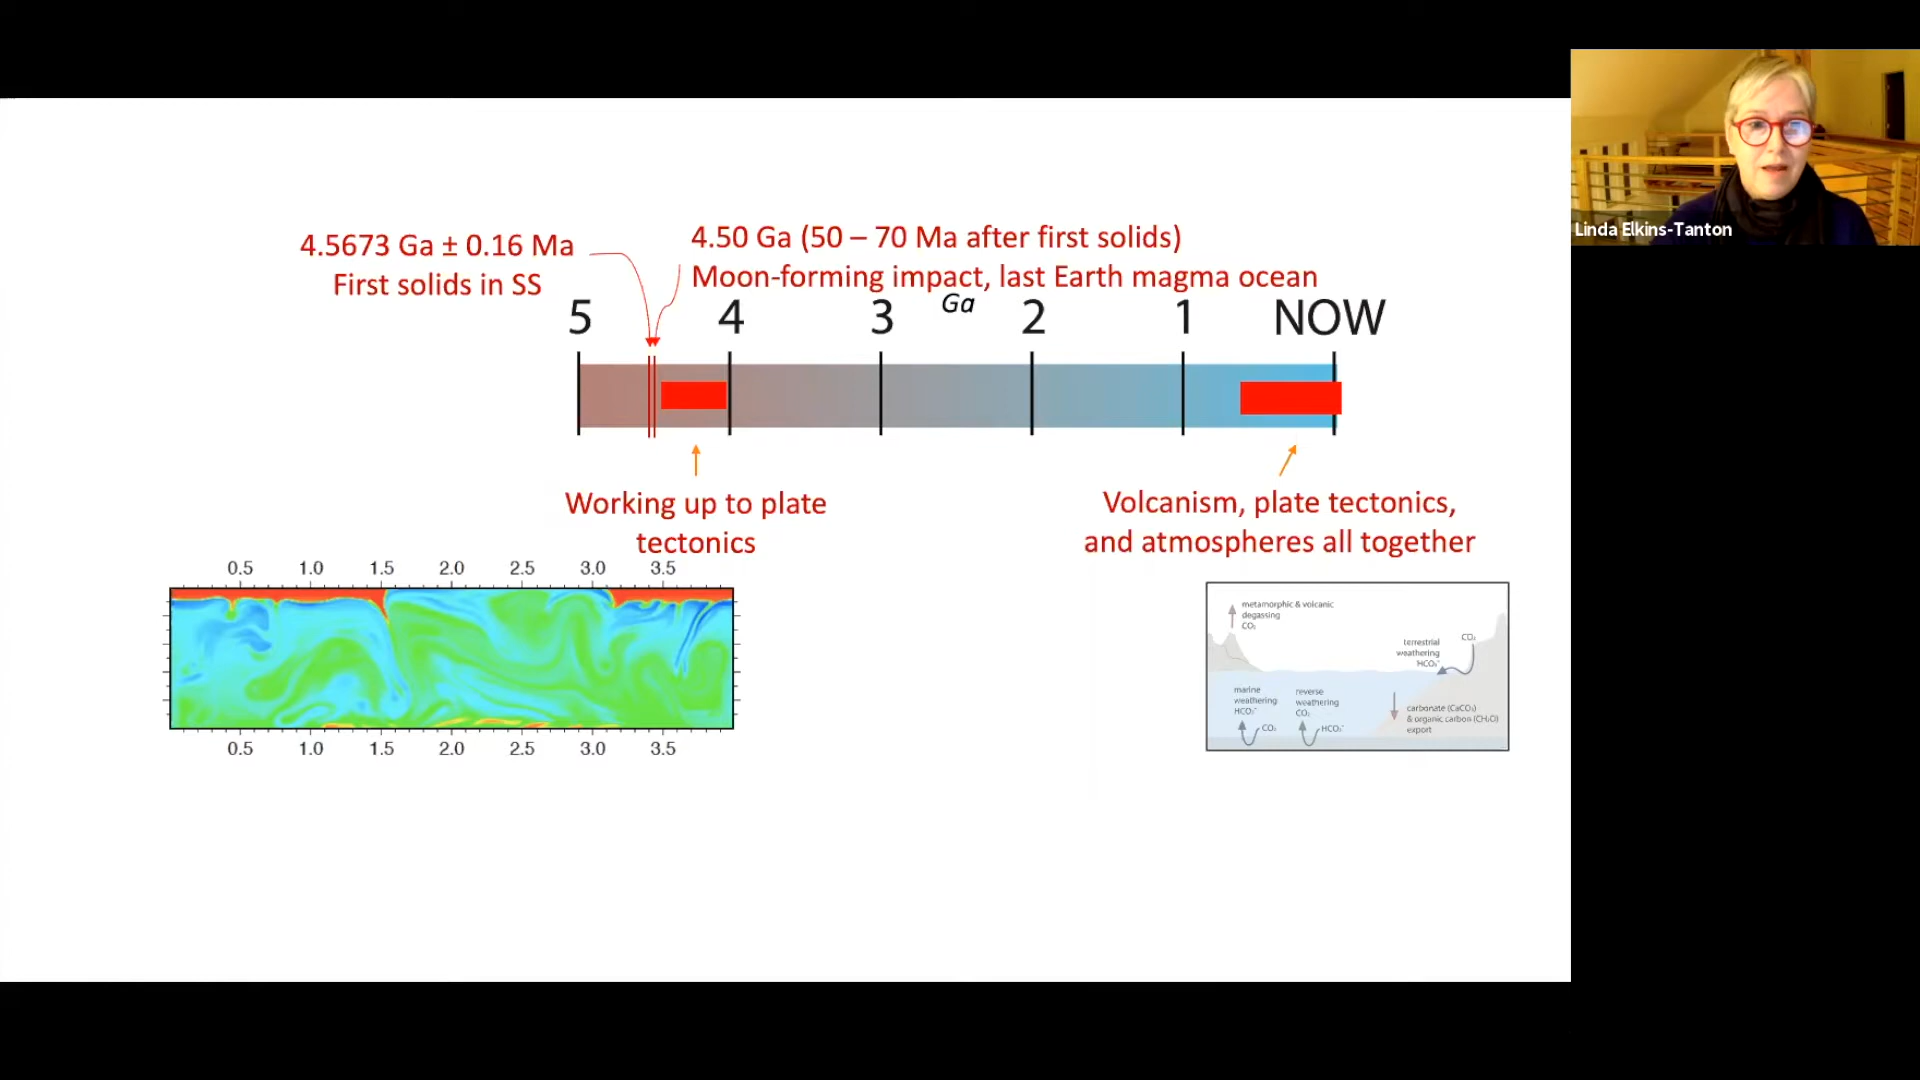 Linda Elkins-Tanton
4.5673 Ga ± 0.16 Ma
First solids in SS
4.50 Ga (50 – 70 Ma after first solids)
Moon-forming impact, last Earth magma ocean
Ga
5 4 3 2 1 NOW
Working up to plate
tectonics
Volcanism, plate tectonics,
and atmospheres all together
0.5 1.0 1.5 2.0 2.5 3.0 3.5
0.5 1.0 1.5 2.0 2.5 3.0 3.5
metamorphic & volcanic
degassing
CO₂
terrestrial
weathering
HCO₃⁻
CO₂
marine
weathering
HCO₃⁻
CO₂
reverse
weathering
CO₂
HCO₃⁻
carbonate (CaCO₃)
& organic carbon (CH₂O)
export